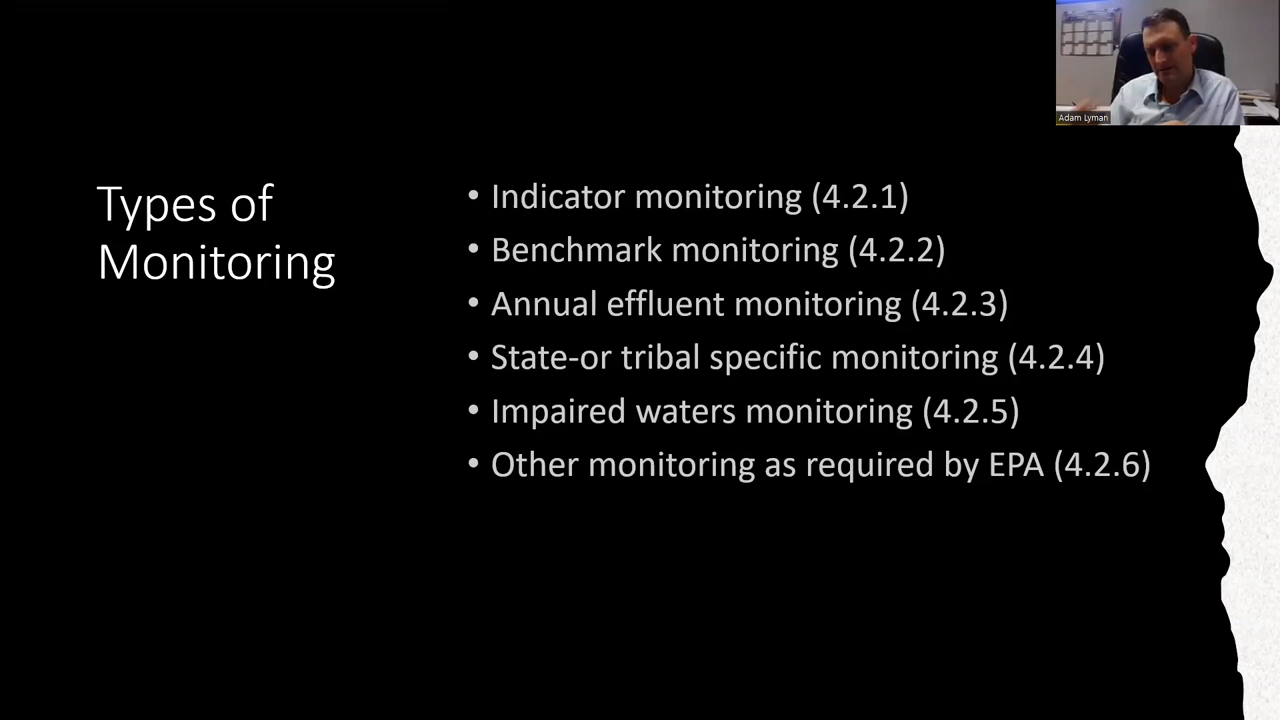 Adam Lyman
Types of
Monitoring
• Indicator monitoring (4.2.1)
• Benchmark monitoring (4.2.2)
• Annual effluent monitoring (4.2.3)
• State-or tribal specific monitoring (4.2.4)
• Impaired waters monitoring (4.2.5)
• Other monitoring as required by EPA (4.2.6)